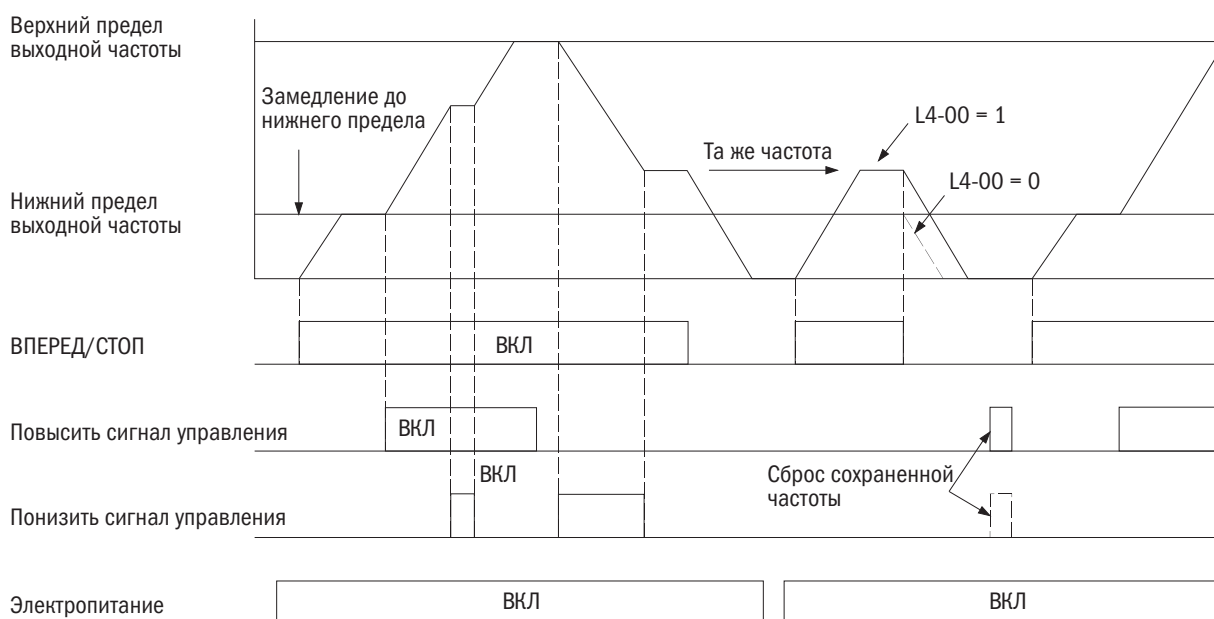 Верхний предел
выходной частоты
Замедление до
нижнего предела
L4-00 = 1
Та же частота
L4-00 = 0
Нижний предел
выходной частоты
ВПЕРЕД/СТОП
ВКЛ
Повысить сигнал управления
ВКЛ
ВКЛ
Сброс сохраненной
частоты
Понизить сигнал управления
Электропитание
ВКЛ
ВКЛ